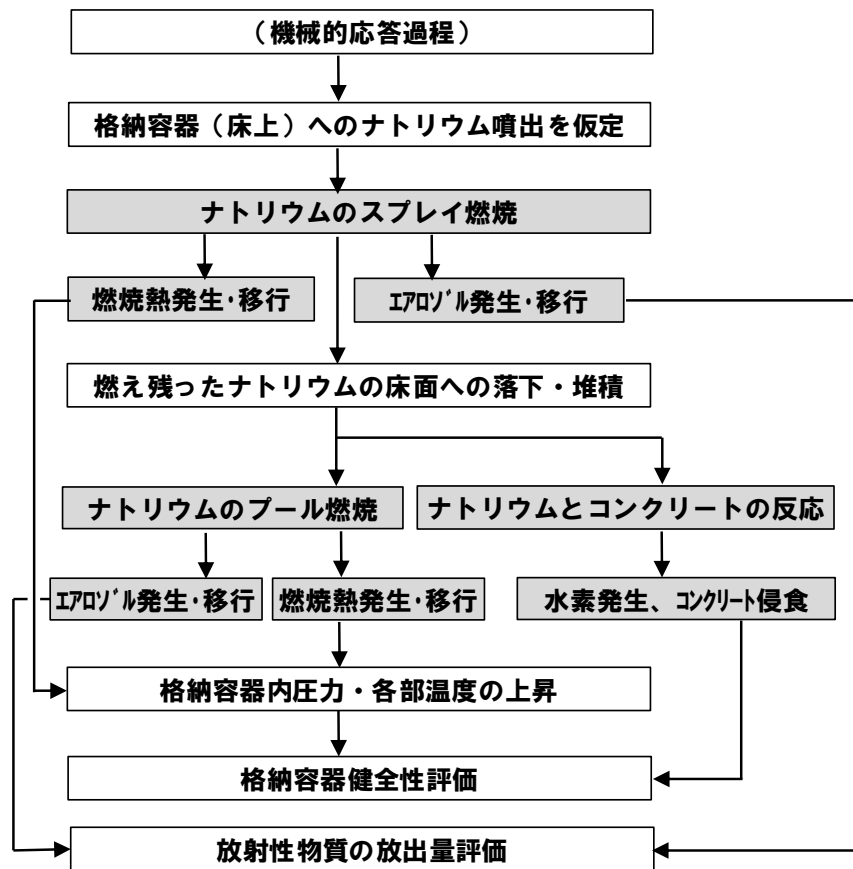 （機械的応答過程）
格納容器（床上）へのナトリウム噴出を仮定
ナトリウムのスプレイ燃焼
燃焼熱発生･移行
ｴｱﾛｿﾞﾙ発生･移行
燃え残ったナトリウムの床面への落下・堆積
ナトリウムのプール燃焼
ナトリウムとコンクリートの反応
ｴｱﾛｿﾞﾙ発生･移行
燃焼熱発生･移行
水素発生、ｺﾝｸﾘｰﾄ侵食
格納容器内圧力・各部温度の上昇
格納容器健全性評価
放射性物質の放出量評価